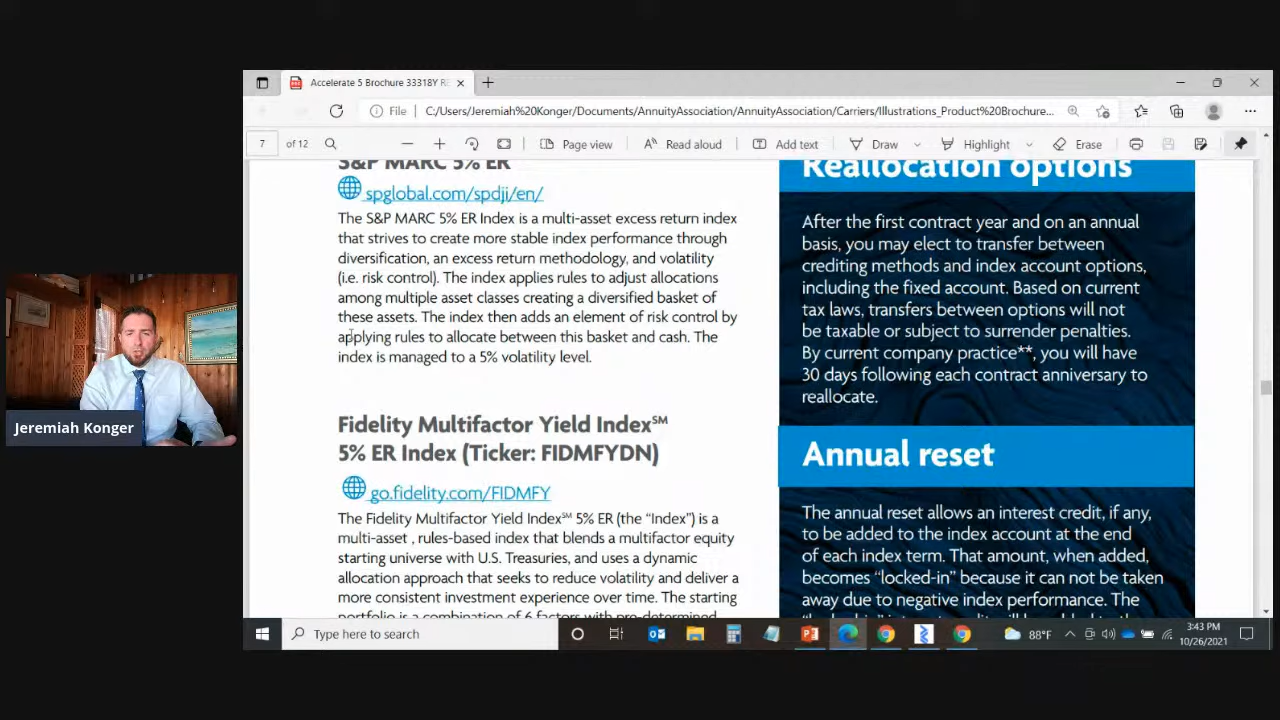 Accelerate 5 Brochure 33318Y RE
File
C:/Users/Jeremiah%20Konger/Documents/AnnuityAssociation/AnnuityAssociation/Carriers/Illustrations_Product%20Brochure...
7 of 12
Page view
Read aloud
Add text
Draw
Highlight
Erase
S&P MARC 5% ER
spglobal.com/spdji/en/
The S&P MARC 5% ER Index is a multi-asset excess return index
that strives to create more stable index performance through
diversification, an excess return methodology, and volatility
(i.e. risk control). The index applies rules to adjust allocations
among multiple asset classes creating a diversified basket of
these assets. The index then adds an element of risk control by
applying rules to allocate between this basket and cash. The
index is managed to a 5% volatility level.
Fidelity Multifactor Yield Index℠
5% ER Index (Ticker: FIDMFYDN)
go.fidelity.com/FIDMFY
The Fidelity Multifactor Yield Index℠ 5% ER (the “Index”) is a
multi-asset , rules-based index that blends a multifactor equity
starting universe with U.S. Treasuries, and uses a dynamic
allocation approach that seeks to reduce volatility and deliver a
more consistent investment experience over time. The starting
portfolio is a combination of 6 factors with pre-determined
Reallocation options
After the first contract year and on an annual
basis, you may elect to transfer between
crediting methods and index account options,
including the fixed account. Based on current
tax laws, transfers between options will not
be taxable or subject to surrender penalties.
By current company practice**, you will have
30 days following each contract anniversary to
reallocate.
Annual reset
The annual reset allows an interest credit, if any,
to be added to the index account at the end
of each index term. That amount, when added,
becomes “locked-in” because it can not be taken
away due to negative index performance. The
Jeremiah Konger
Type here to search
88°F
3:43 PM
10/26/2021